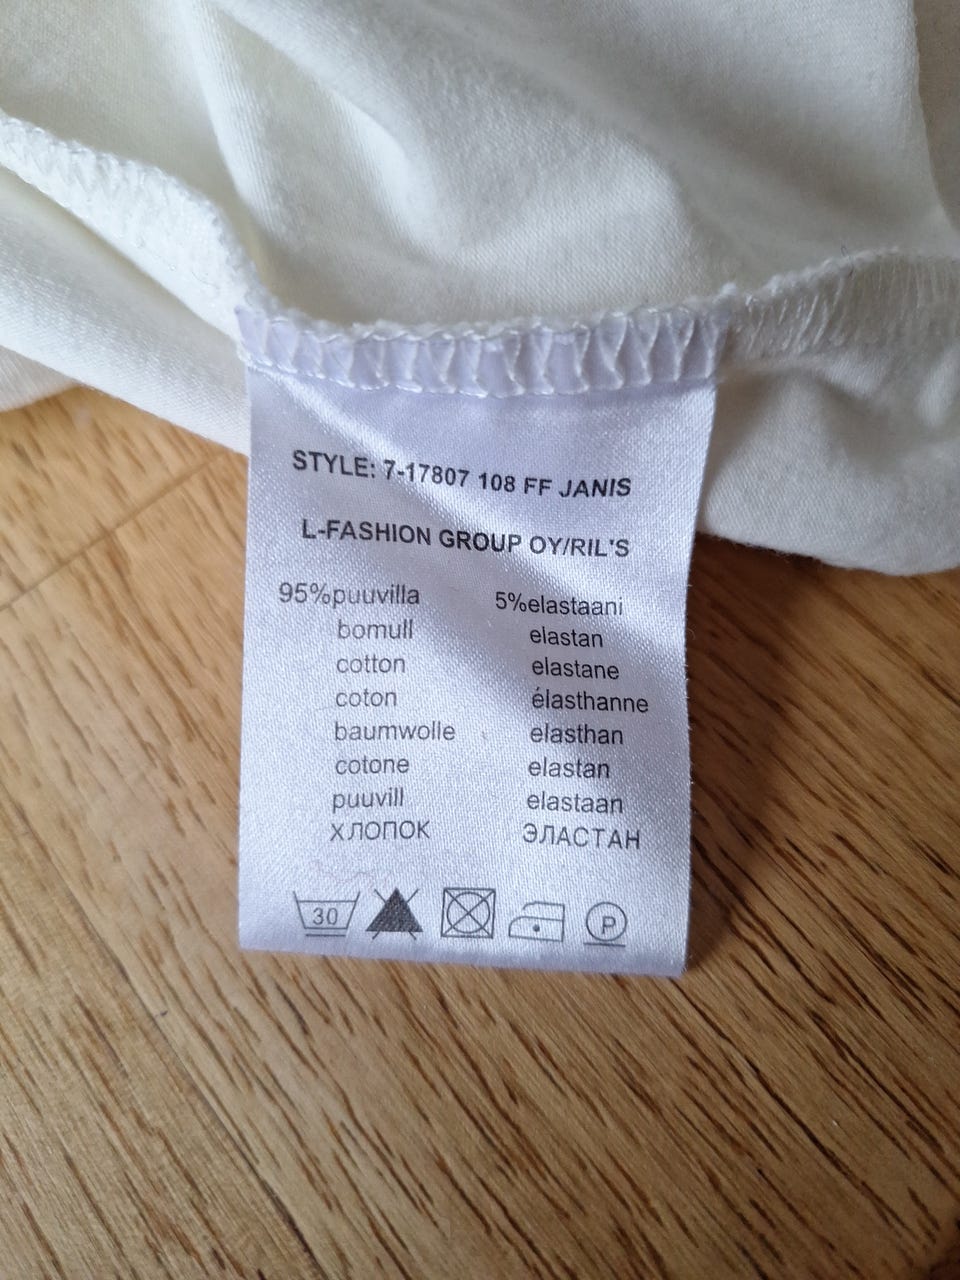 STYLE: 7-17807 108 FF JANIS
L-FASHION GROUP OY/RIL'S
95%puuvilla 5%elastaani
bomull elastan
cotton elastane
coton élasthanne
baumwolle elasthan
cotone elastan
puuvill elastaan
ХЛОПОК ЭЛАСТАН
30 P